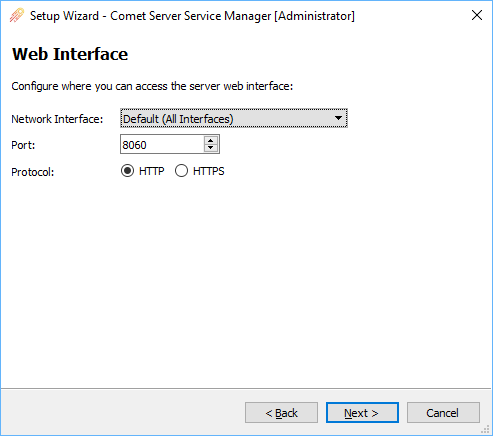 Setup Wizard - Comet Server Service Manager [Administrator]
Web Interface
Configure where you can access the server web interface:
Network Interface: Default (All Interfaces)
Port: 8060
Protocol: HTTP HTTPS
< Back Next > Cancel